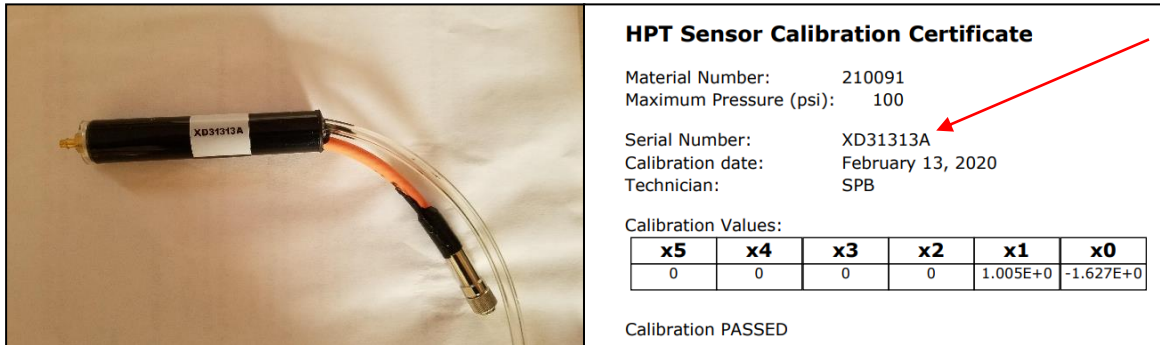 XD31313A
HPT Sensor Calibration Certificate
Material Number: 210091
Maximum Pressure (psi): 100
Serial Number: XD31313A
Calibration date: February 13, 2020
Technician: SPB
Calibration Values:
x5 x4 x3 x2 x1 x0
0 0 0 0 1.005E+0 -1.627E+0
Calibration PASSED